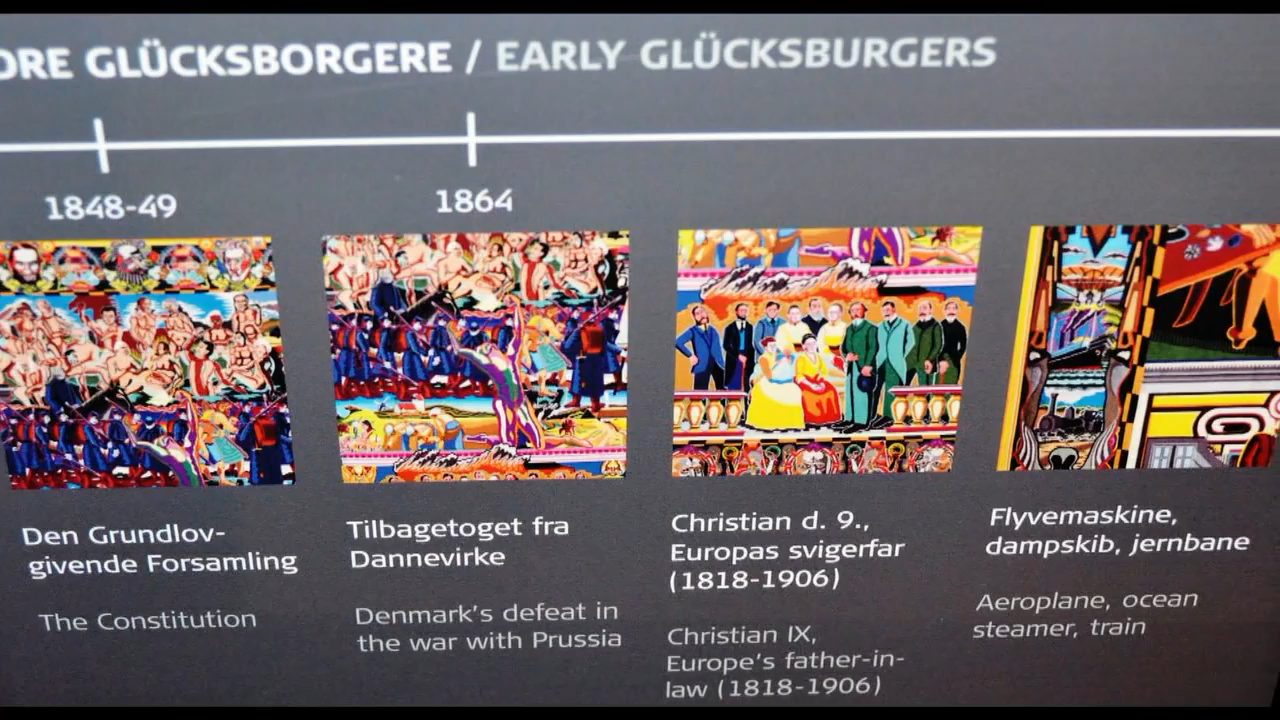 ORE GLÜCKSBORGERE / EARLY GLÜCKSBURGERS
1848-49
1864
Den Grundlov-
givende Forsamling
The Constitution
Tilbagetoget fra
Dannevirke
Denmark's defeat in
the war with Prussia
Christian d. 9.,
Europas svigerfar
(1818-1906)
Christian IX,
Europe's father-in-
law (1818-1906)
Flyvemaskine,
dampskib, jernbane
Aeroplane, ocean
steamer, train